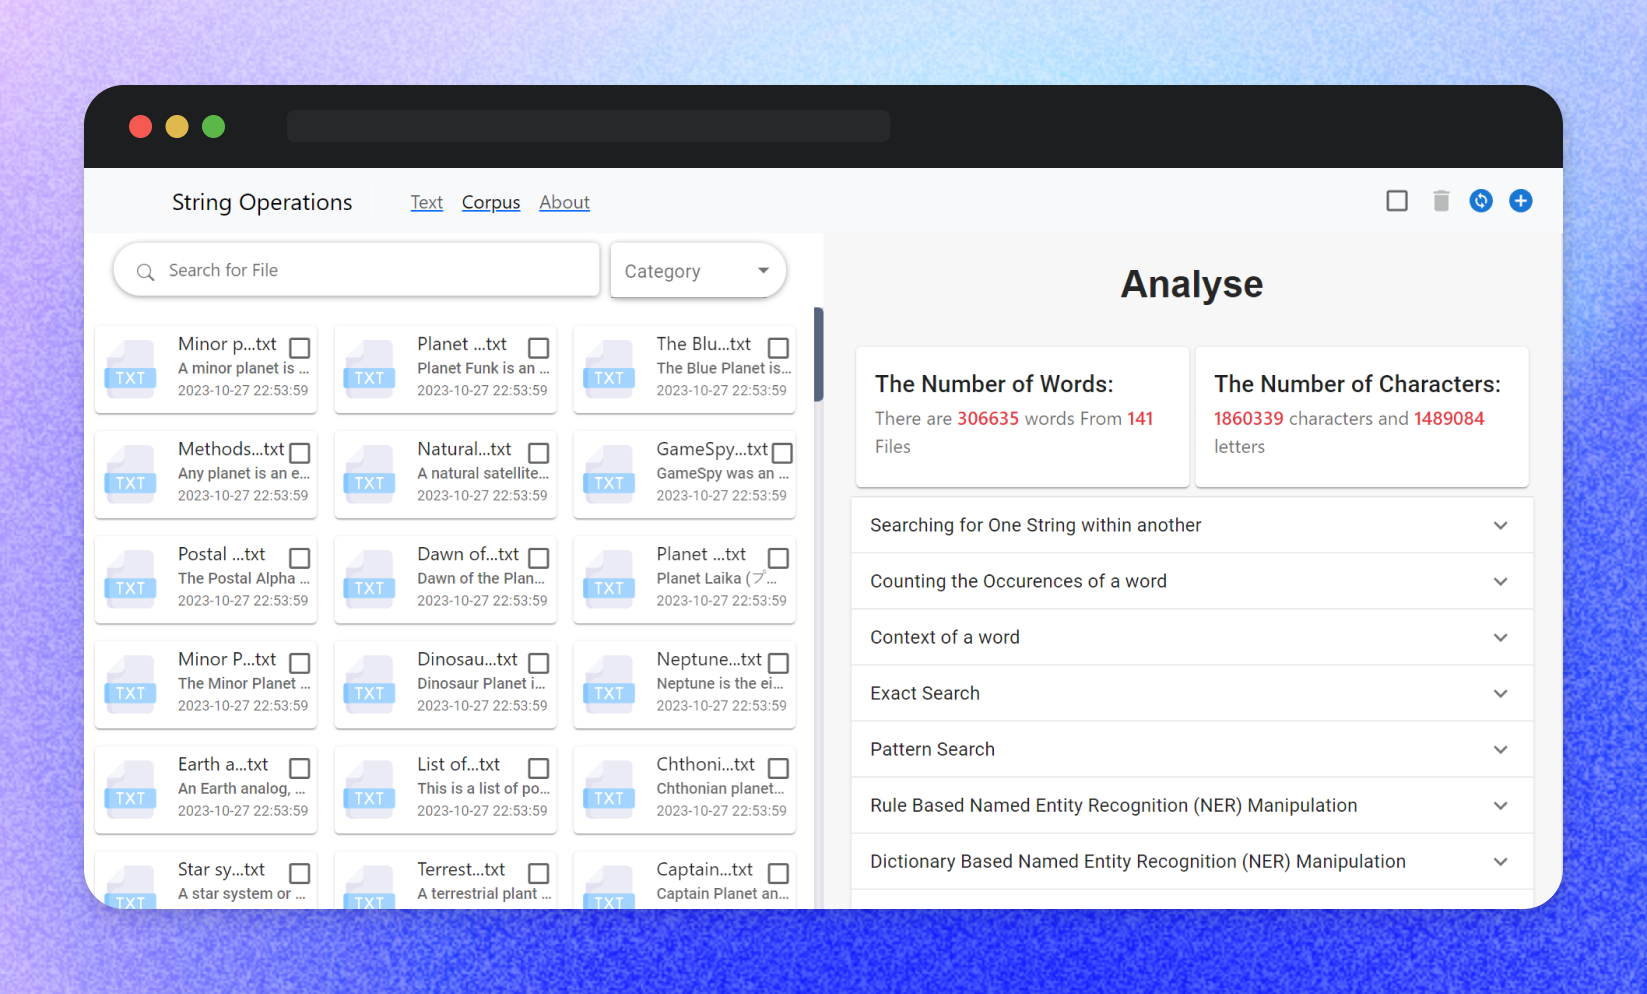 String Operations
Text
Corpus
About
Search for File
Category
Minor p...txt
A minor planet is ...
2023-10-27 22:53:59
TXT
Planet ...txt
Planet Funk is an ...
2023-10-27 22:53:59
TXT
The Blu...txt
The Blue Planet is...
2023-10-27 22:53:59
TXT
Methods...txt
Any planet is an e...
2023-10-27 22:53:59
TXT
Natural...txt
A natural satellite...
2023-10-27 22:53:59
TXT
GameSpy...txt
GameSpy was an ...
2023-10-27 22:53:59
TXT
Postal ...txt
The Postal Alpha ...
2023-10-27 22:53:59
TXT
Dawn of...txt
Dawn of the Plan...
2023-10-27 22:53:59
TXT
Planet ...txt
Planet Laika (プ...
2023-10-27 22:53:59
TXT
Minor P...txt
The Minor Planet ...
2023-10-27 22:53:59
TXT
Dinosau...txt
Dinosaur Planet i...
2023-10-27 22:53:59
TXT
Neptune...txt
Neptune is the ei...
2023-10-27 22:53:59
TXT
Earth a...txt
An Earth analog, ...
2023-10-27 22:53:59
TXT
List of...txt
This is a list of po...
2023-10-27 22:53:59
TXT
Chthoni...txt
Chthonian planet...
2023-10-27 22:53:59
TXT
Star sy...txt
A star system or ...
TXT
Terrest...txt
A terrestrial plant ...
TXT
Captain...txt
Captain Planet an...
TXT
Analyse
The Number of Words:
There are 306635 words From 141
Files
The Number of Characters:
1860339 characters and 1489084
letters
Searching for One String within another
Counting the Occurences of a word
Context of a word
Exact Search
Pattern Search
Rule Based Named Entity Recognition (NER) Manipulation
Dictionary Based Named Entity Recognition (NER) Manipulation